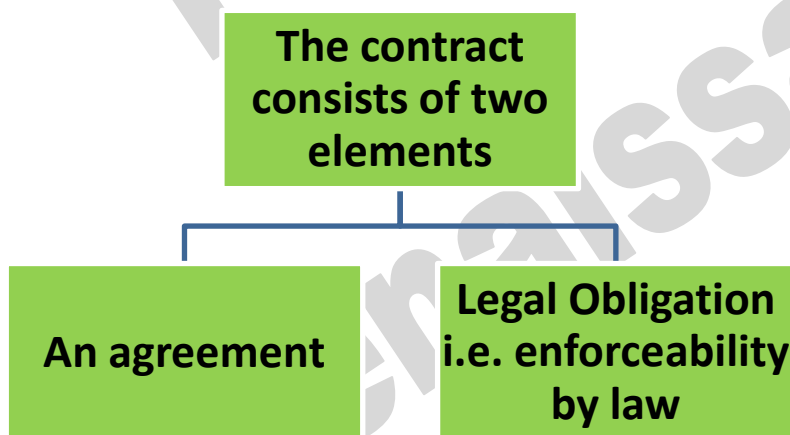 The contract
consists of two
elements
An agreement
Legal Obligation
i.e. enforceability
by law